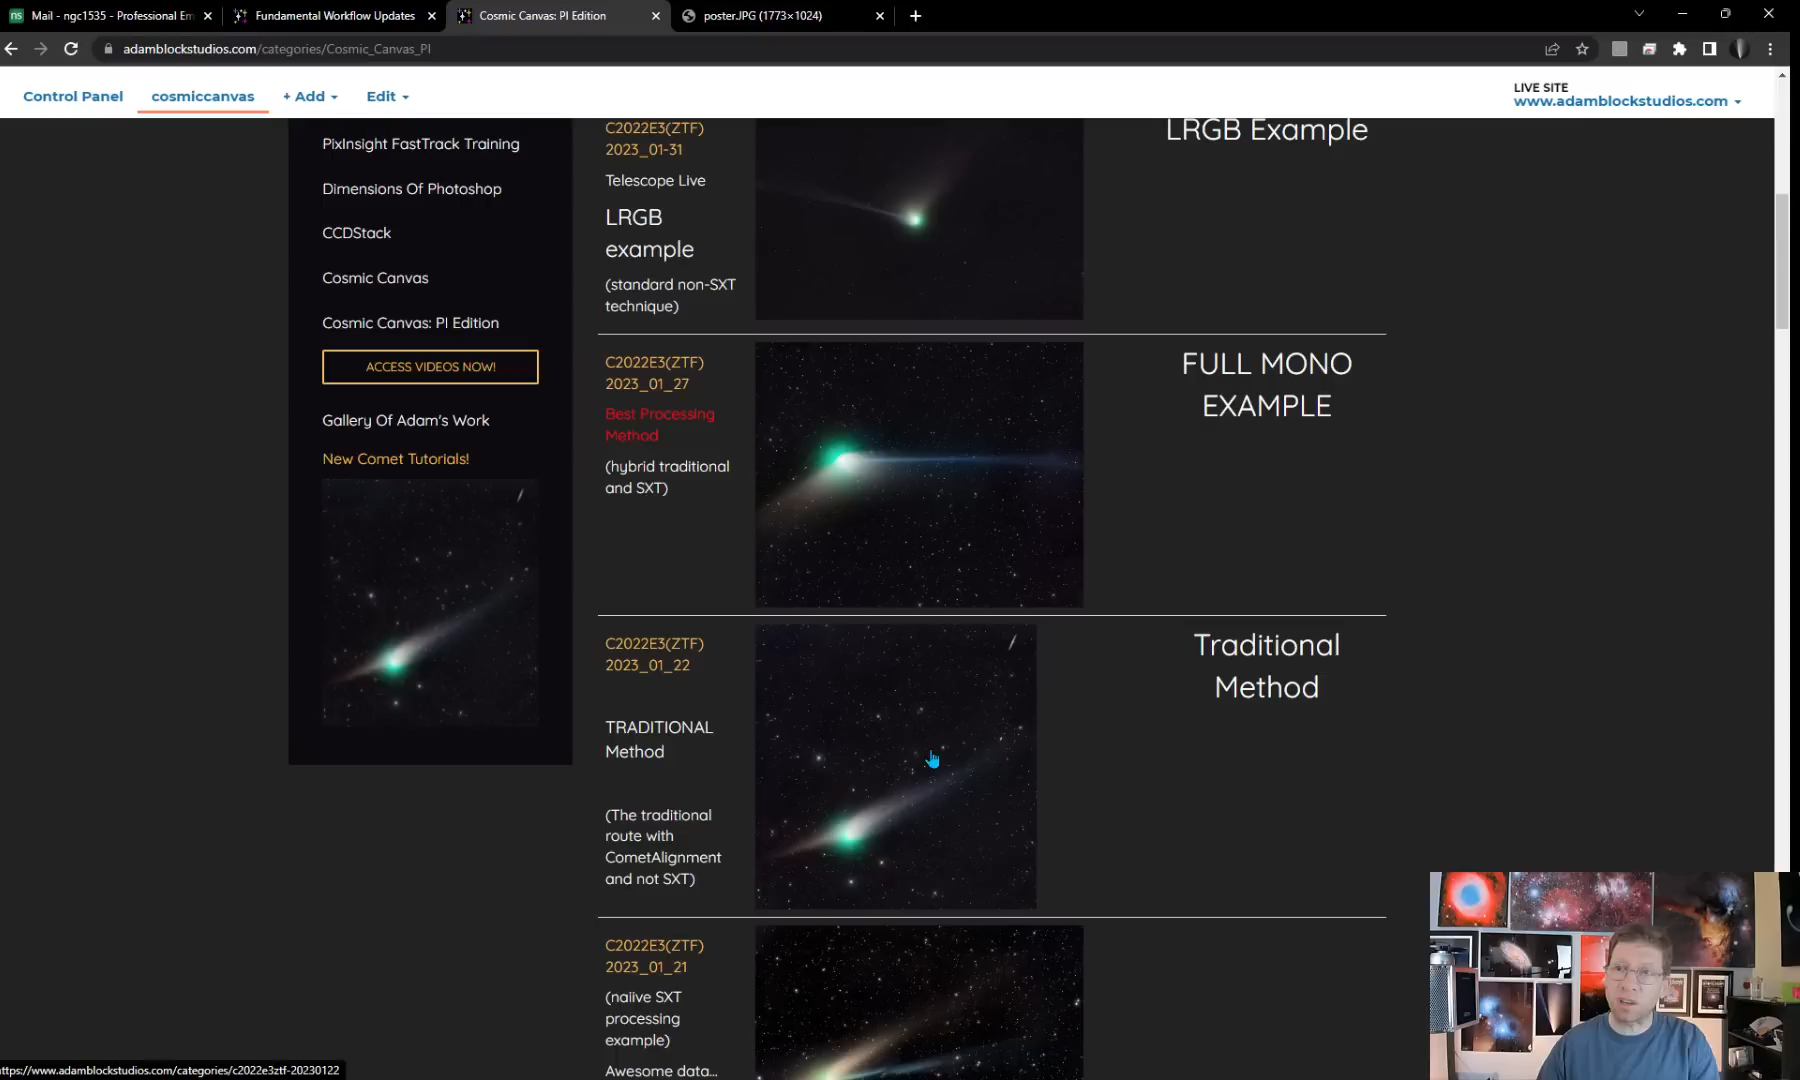 Mail - ngc1535 - Professional Em
Fundamental Workflow Updates
Cosmic Canvas: PI Edition
posterJPG (1773×1024)
adamblockstudios.com/categories/Cosmic_Canvas_PI
Control Panel
cosmiccanvas
+ Add
Edit
LIVE SITE
www.adamblockstudios.com
PixInsight FastTrack Training
Dimensions Of Photoshop
CCDStack
Cosmic Canvas
Cosmic Canvas: PI Edition
ACCESS VIDEOS NOW!
Gallery Of Adam's Work
New Comet Tutorials!
C2022E3(ZTF)
2023_01-31
Telescope Live
LRGB
example
(standard non-SXT
technique)
LRGB Example
C2022E3(ZTF)
2023_01_27
Best Processing
Method
(hybrid traditional
and SXT)
FULL MONO
EXAMPLE
C2022E3(ZTF)
2023_01_22
TRADITIONAL
Method
(The traditional
route with
CometAlignment
and not SXT)
Traditional
Method
C2022E3(ZTF)
2023_01_21
(naiive SXT
processing
example)
Awesome data...
https://www.adamblockstudios.com/categories/c2022e3ztf-20230122